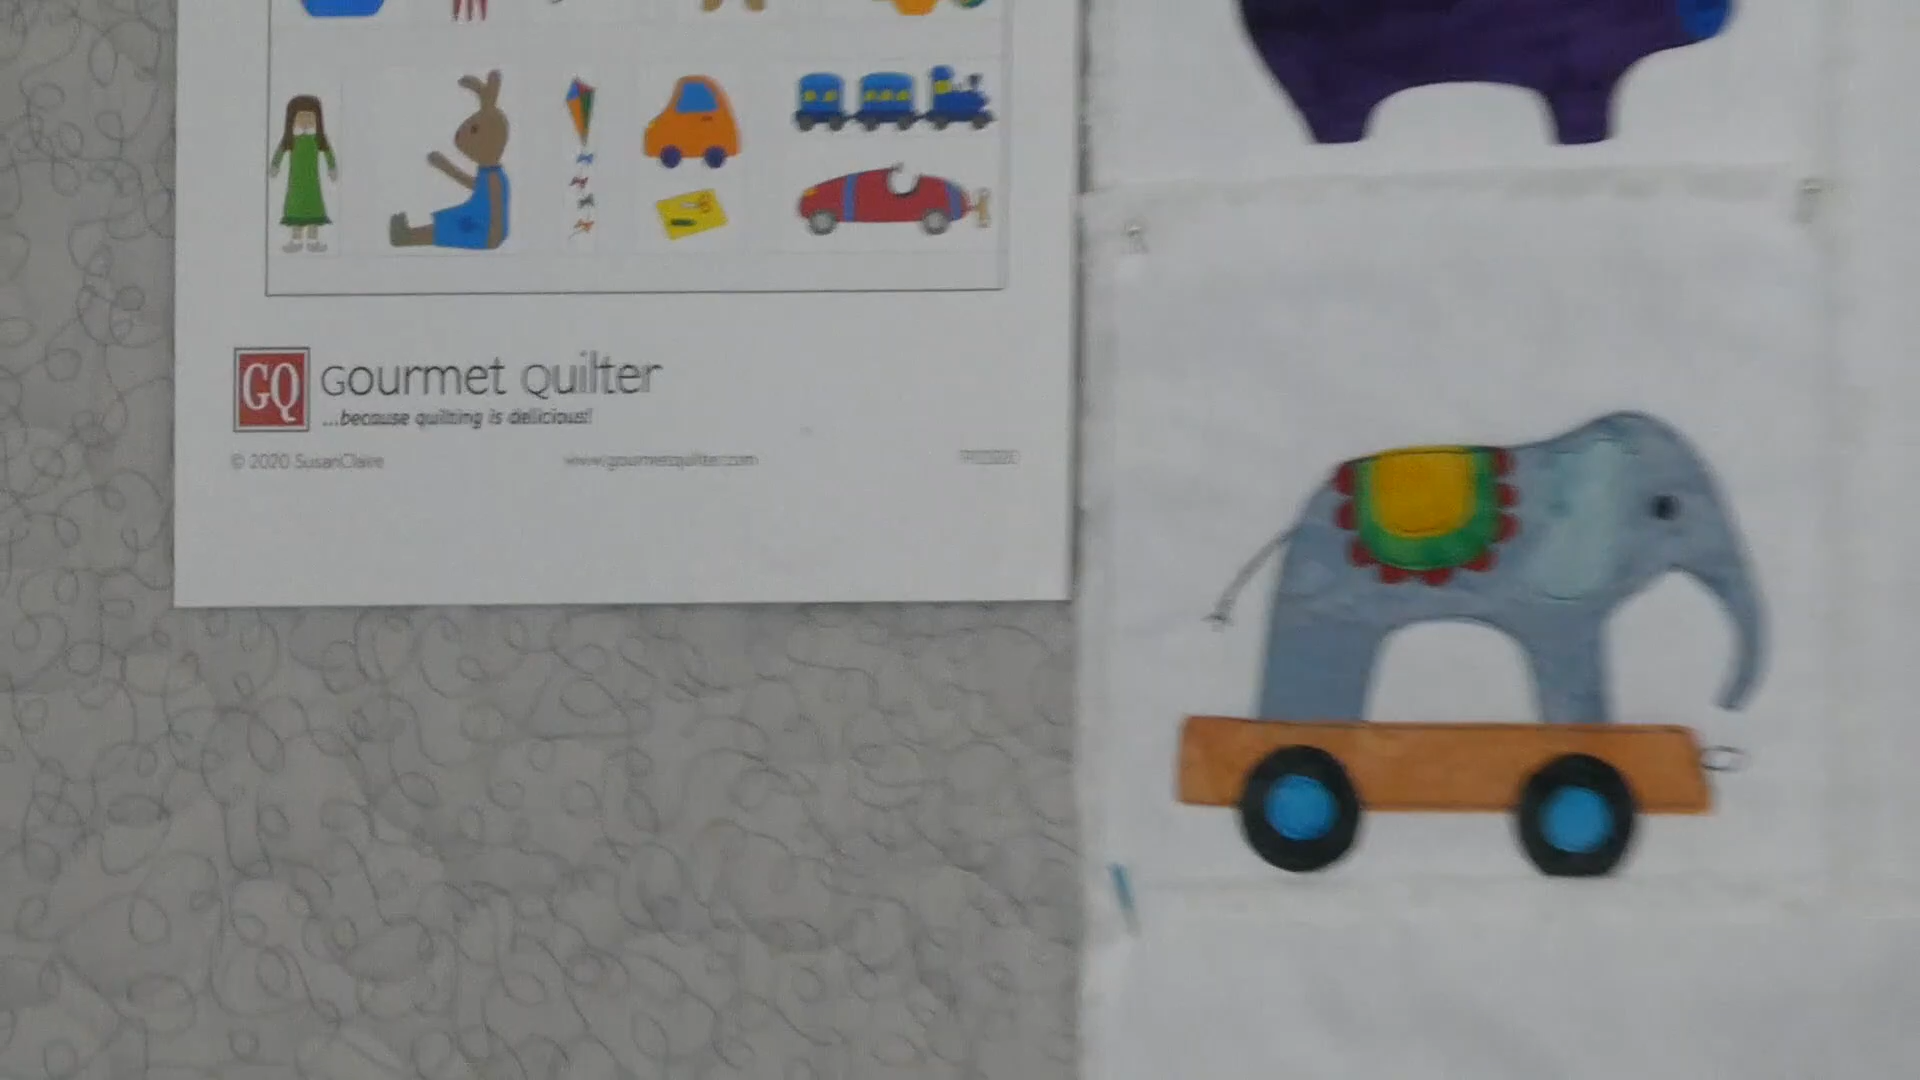 GQ
Gourmet Quilter
...because quilting is delicious!
© 2020 SusanClaire
www.gourmetquilter.com